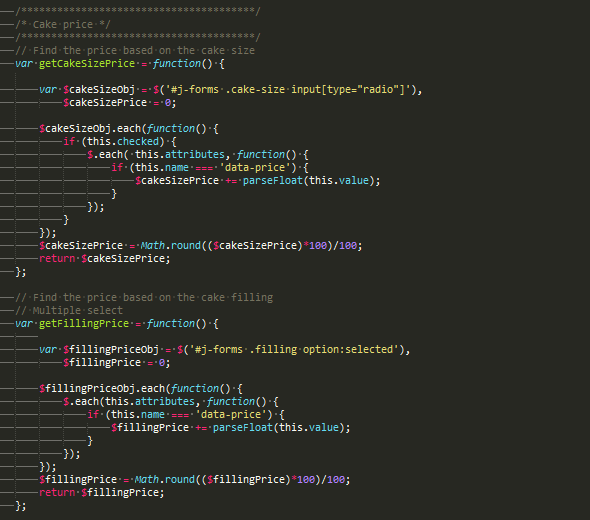 /***************************************/
/* Cake price */
/***************************************/
// Find the price based on the cake size
var getCakeSizePrice = function() {
var $cakeSizeObj = $('#j-forms .cake-size input[type="radio"]'),
$cakeSizePrice = 0;
$cakeSizeObj.each(function() {
if (this.checked) {
$.each( this.attributes, function() {
if (this.name === 'data-price') {
$cakeSizePrice += parseFloat(this.value);
}
});
}
});
$cakeSizePrice = Math.round(($cakeSizePrice)*100)/100;
return $cakeSizePrice;
};
// Find the price based on the cake filling
// Multiple select
var getFillingPrice = function() {
var $fillingPriceObj = $('#j-forms .filling option:selected'),
$fillingPrice = 0;
$fillingPriceObj.each(function() {
$.each(this.attributes, function() {
if (this.name === 'data-price') {
$fillingPrice += parseFloat(this.value);
}
});
});
$fillingPrice = Math.round(($fillingPrice)*100)/100;
return $fillingPrice;
};